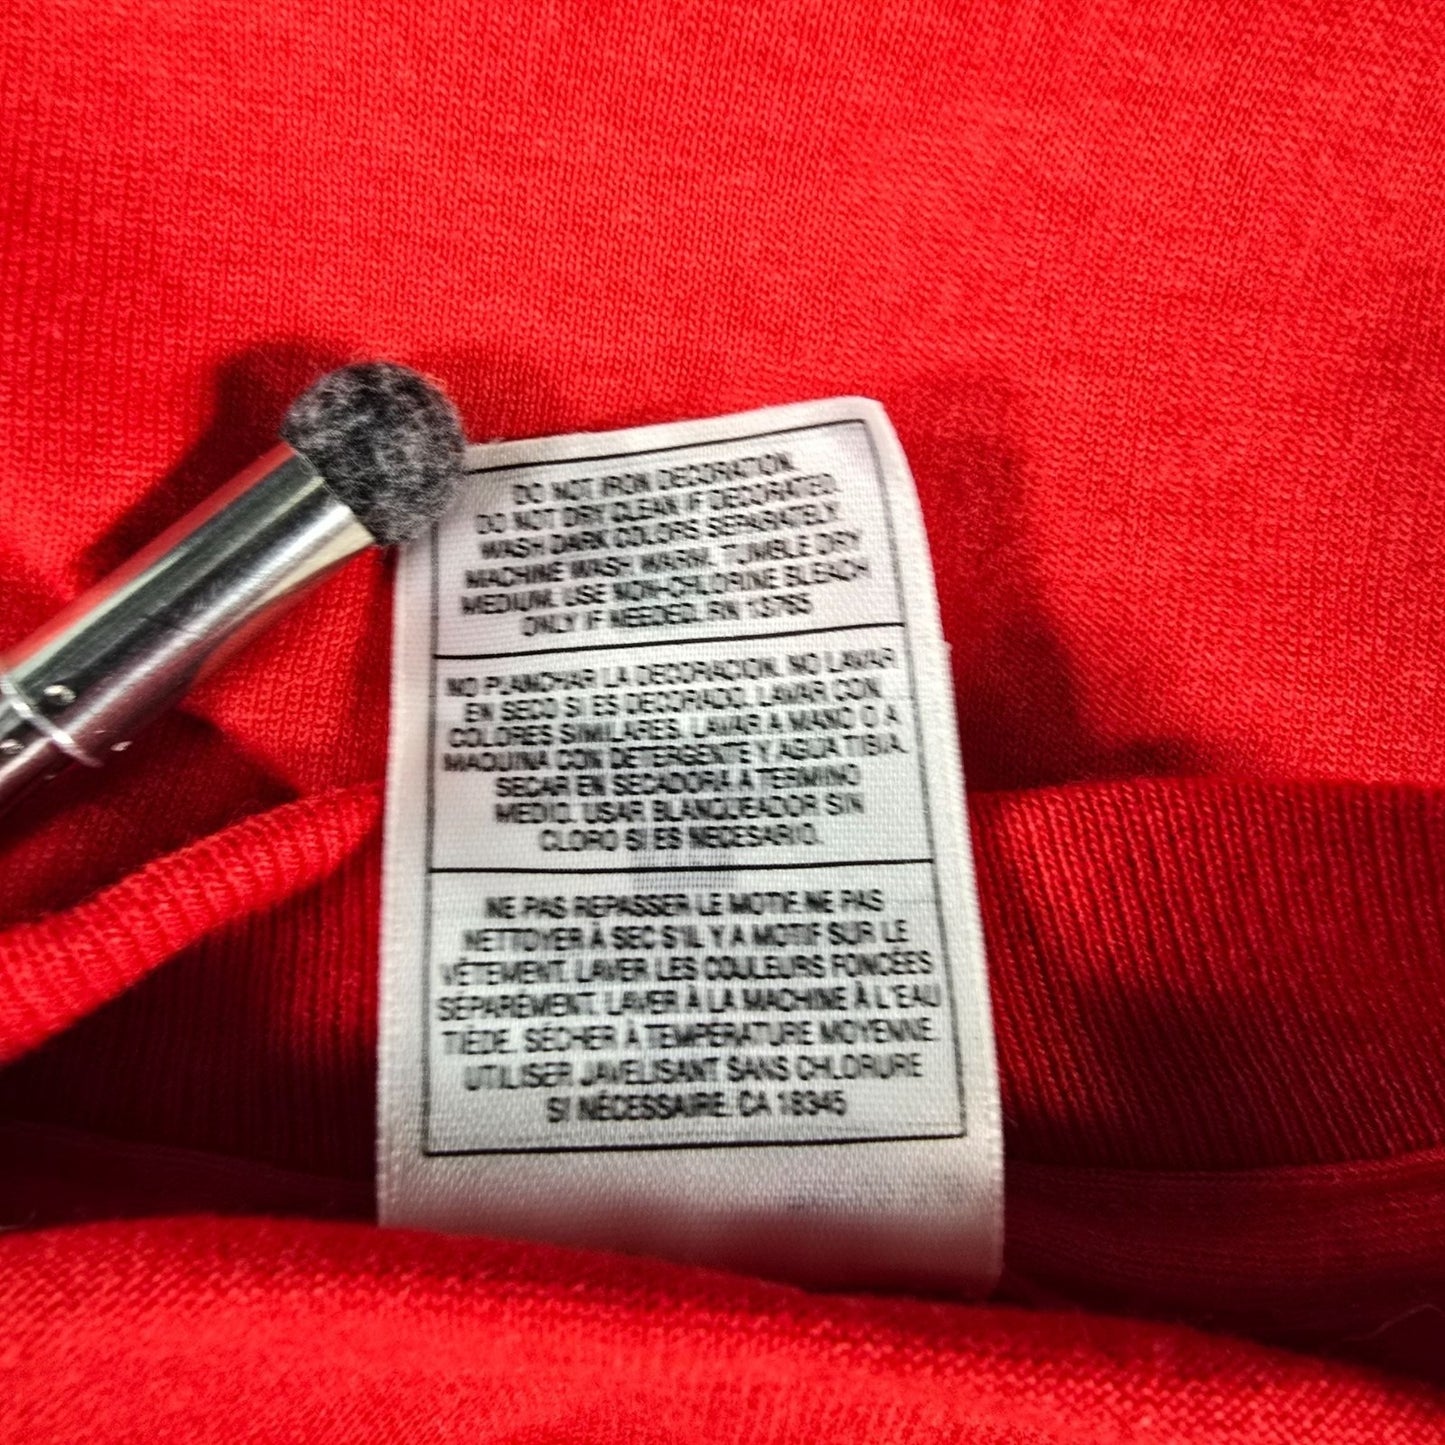 DO NOT IRON DECORATION.
DO NOT DRY CLEAN IF DECORATED.
WASH DARK COLORS SEPARATELY.
MACHINE WASH WARM. TUMBLE DRY
MEDIUM. USE NON-CHLORINE BLEACH
ONLY IF NEEDED. RN 13765
NO PLANCHAR LA DECORACION. NO LAVAR
EN SECO SI ES DECORADO. LAVAR CON
COLORES SIMILARES. LAVAR A MANO O A
MAQUINA CON DETERGENTE Y AGUA TIBIA.
SECAR EN SECADORA A TERMINO
MEDIO. USAR BLANQUEADOR SIN
CLORO SI ES NECESARIO.
NE PAS REPASSER LE MOTIF. NE PAS
NETTOYER À SEC S'IL Y A MOTIF SUR LE
VÊTEMENT. LAVER LES COULEURS FONCÉES
SÉPAREMENT. LAVER À LA MACHINE À L'EAU
TIÈDE. SÉCHER À TEMPÉRATURE MOYENNE.
UTILISER JAVELISANT SANS CHLORURE
SI NÉCESSAIRE. CA 18345